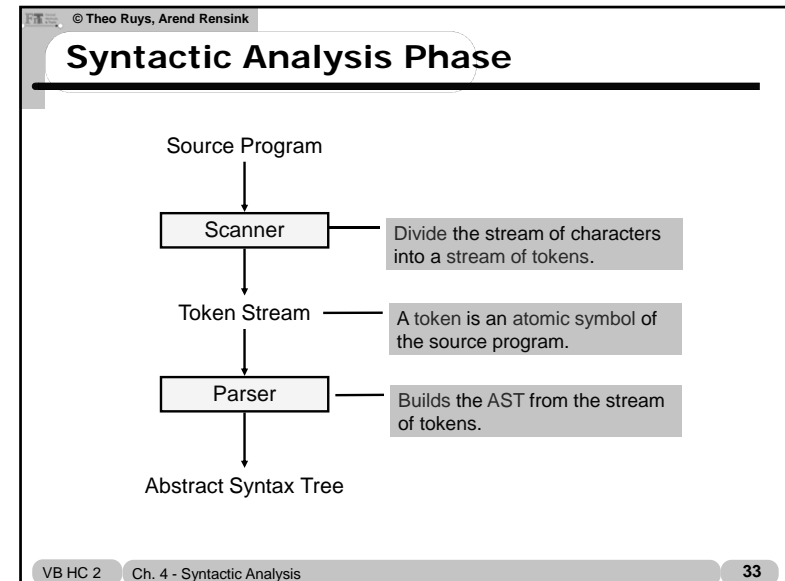 © Theo Ruys, Arend Rensink
Syntactic Analysis Phase
Source Program
Scanner
Divide the stream of characters
into a stream of tokens.
Token Stream
A token is an atomic symbol of
the source program.
Parser
Builds the AST from the stream
of tokens.
Abstract Syntax Tree
VB HC 2 Ch. 4 - Syntactic Analysis 33